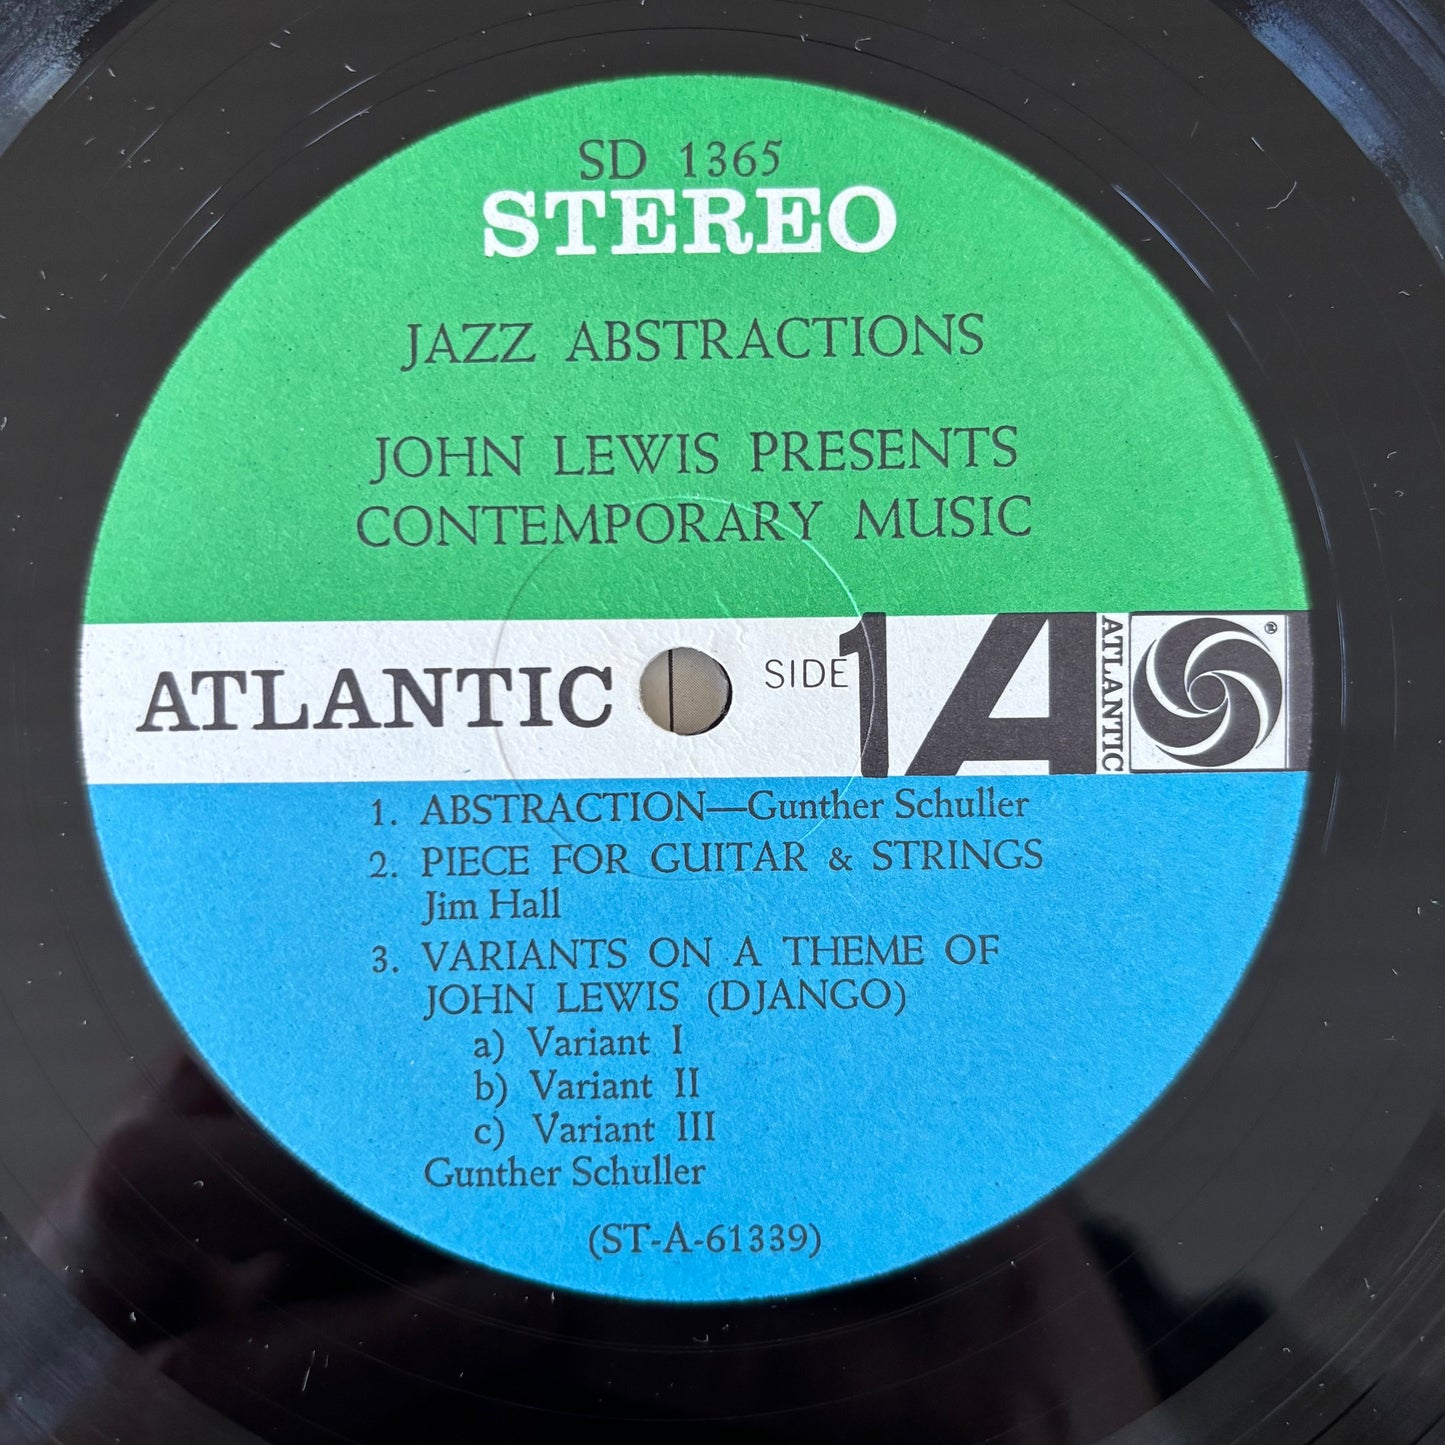 SD 1365
STEREO
JAZZ ABSTRACTIONS
JOHN LEWIS PRESENTS
CONTEMPORARY MUSIC
ATLANTIC SIDE 1 A ATLANTIC ®
1. ABSTRACTION—Gunther Schuller
2. PIECE FOR GUITAR & STRINGS
Jim Hall
3. VARIANTS ON A THEME OF
JOHN LEWIS (DJANGO)
a) Variant I
b) Variant II
c) Variant III
Gunther Schuller
(ST-A-61339)